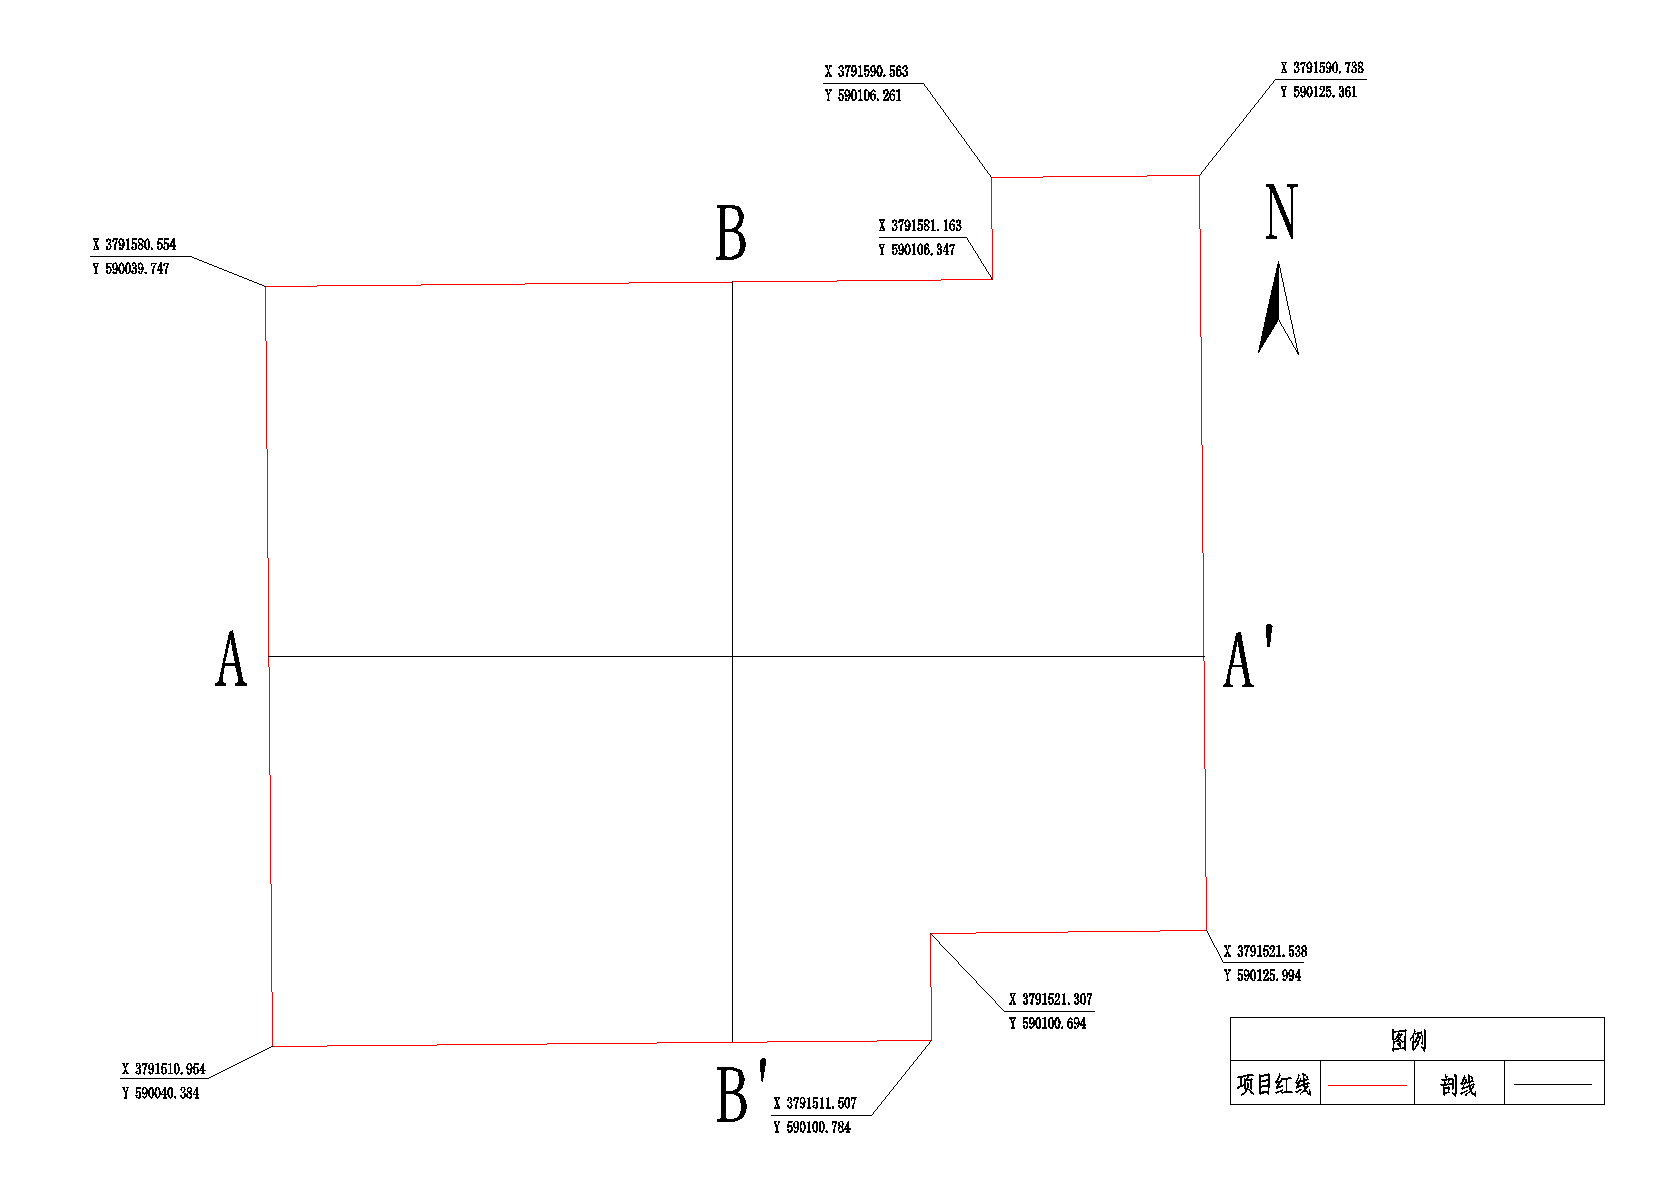 X 3791590.563
Y 590106.261
X 3791590.738
Y 590125.361
N
B
X 3791581.163
Y 590106.347
X 3791580.554
Y 590039.747
A
A'
X 3791521.538
Y 590125.994
X 3791521.307
Y 590100.694
X 3791510.954
Y 590040.384
B'
X 3791511.507
Y 590100.784
图例
项目红线
剖线